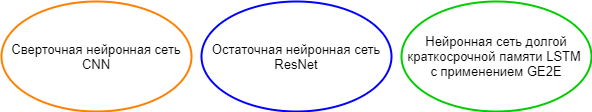 Сверточная нейронная сеть
CNN
Остаточная нейронная сеть
ResNet
Нейронная сеть долгой
краткосрочной памяти LSTM
с применением GE2E